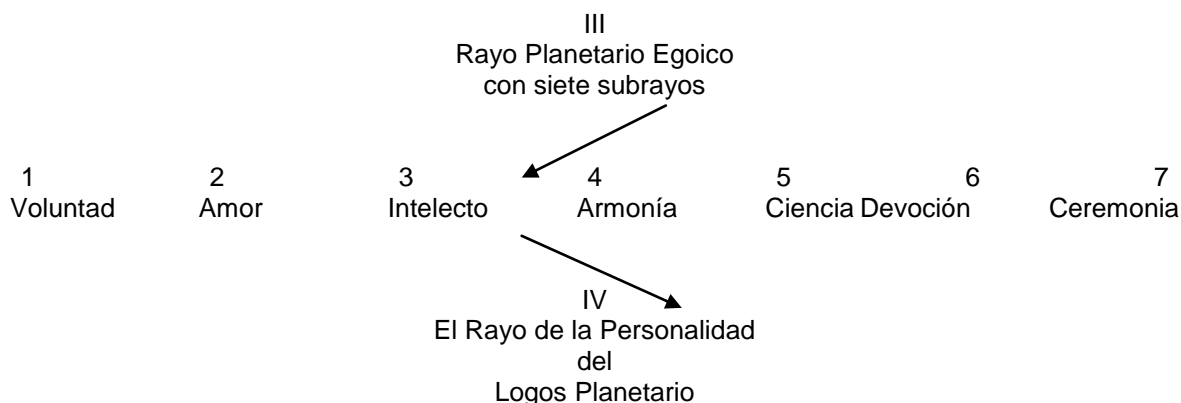 III
Rayo Planetario Egoico
con siete subrayos
1 2 3 4 5 6 7
Voluntad Amor Intelecto Armonía Ciencia Devoción Ceremonia
IV
El Rayo de la Personalidad
del
Logos Planetario